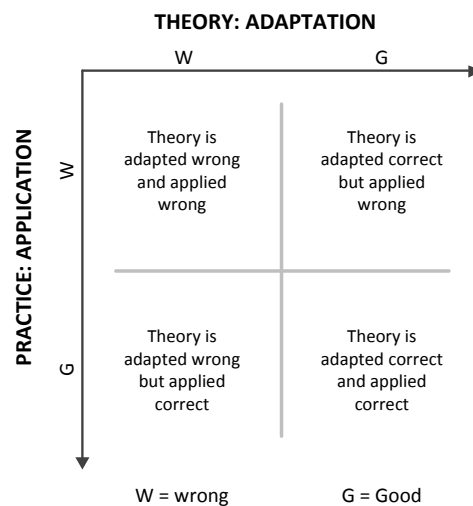 THEORY: ADAPTATION
W
G
PRACTICE: APPLICATION
W
Theory is
adapted wrong
and applied
wrong
Theory is
adapted correct
but applied
wrong
G
Theory is
adapted wrong
but applied
correct
Theory is
adapted correct
and applied
correct
W = wrong
G = Good